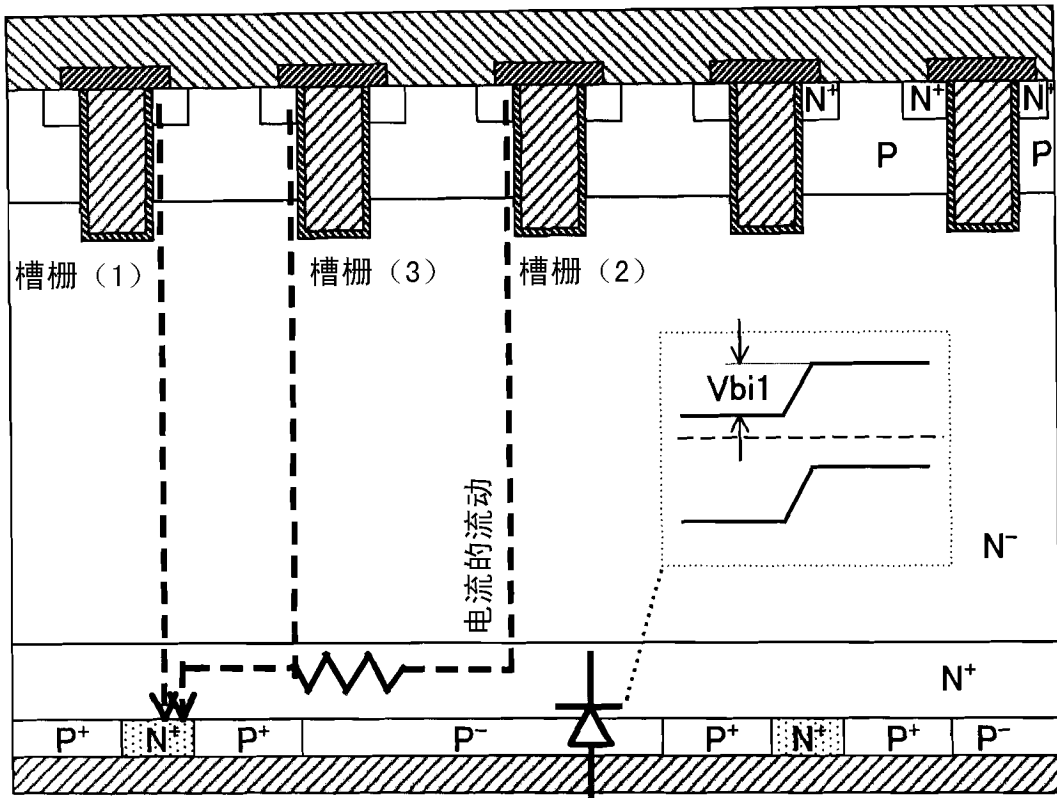 N⁺ N⁺ N⁺
P P
槽栅（1） 槽栅（3） 槽栅（2）
Vbi1
电流的流动
N⁻
N⁺
P⁺ N⁺ P⁺ P⁻ P⁺ N⁺ P⁺ P⁻